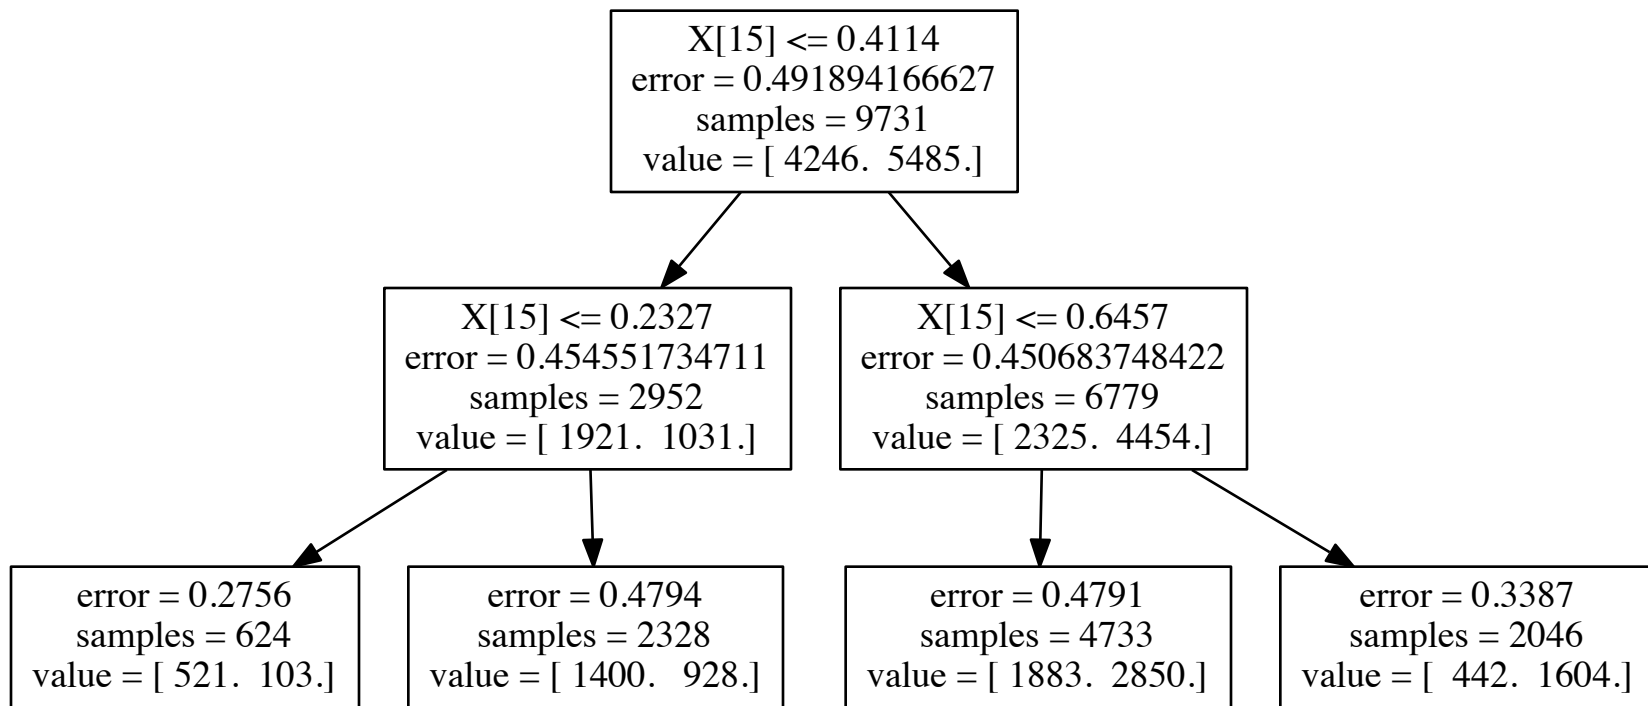 X[15] <= 0.4114
error = 0.491894166627
samples = 9731
value = [ 4246.  5485.]
X[15] <= 0.2327
error = 0.454551734711
samples = 2952
value = [ 1921.  1031.]
X[15] <= 0.6457
error = 0.450683748422
samples = 6779
value = [ 2325.  4454.]
error = 0.2756
samples = 624
value = [ 521.  103.]
error = 0.4794
samples = 2328
value = [ 1400.   928.]
error = 0.4791
samples = 4733
value = [ 1883.  2850.]
error = 0.3387
samples = 2046
value = [  442.  1604.]